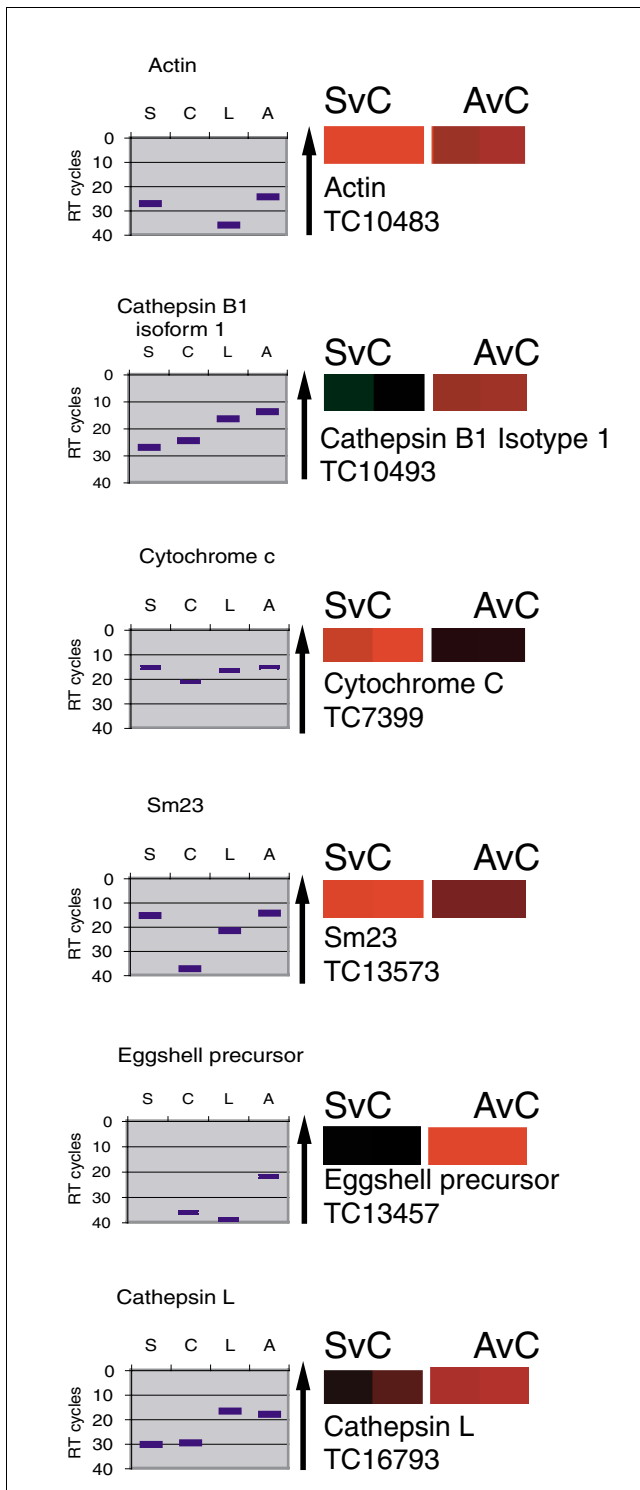 Actin
S C L A
SvC AvC
0
10
20
30
40
RT cycles
Actin
TC10483
Cathepsin B1
isoform 1
S C L A
SvC AvC
0
10
20
30
40
RT cycles
Cathepsin B1 Isotype 1
TC10493
Cytochrome c
S C L A
SvC AvC
0
10
20
30
40
RT cycles
Cytochrome C
TC7399
Sm23
S C L A
SvC AvC
0
10
20
30
40
RT cycles
Sm23
TC13573
Eggshell precursor
S C L A
SvC AvC
0
10
20
30
40
RT cycles
Eggshell precursor
TC13457
Cathepsin L
S C L A
SvC AvC
0
10
20
30
40
RT cycles
Cathepsin L
TC16793